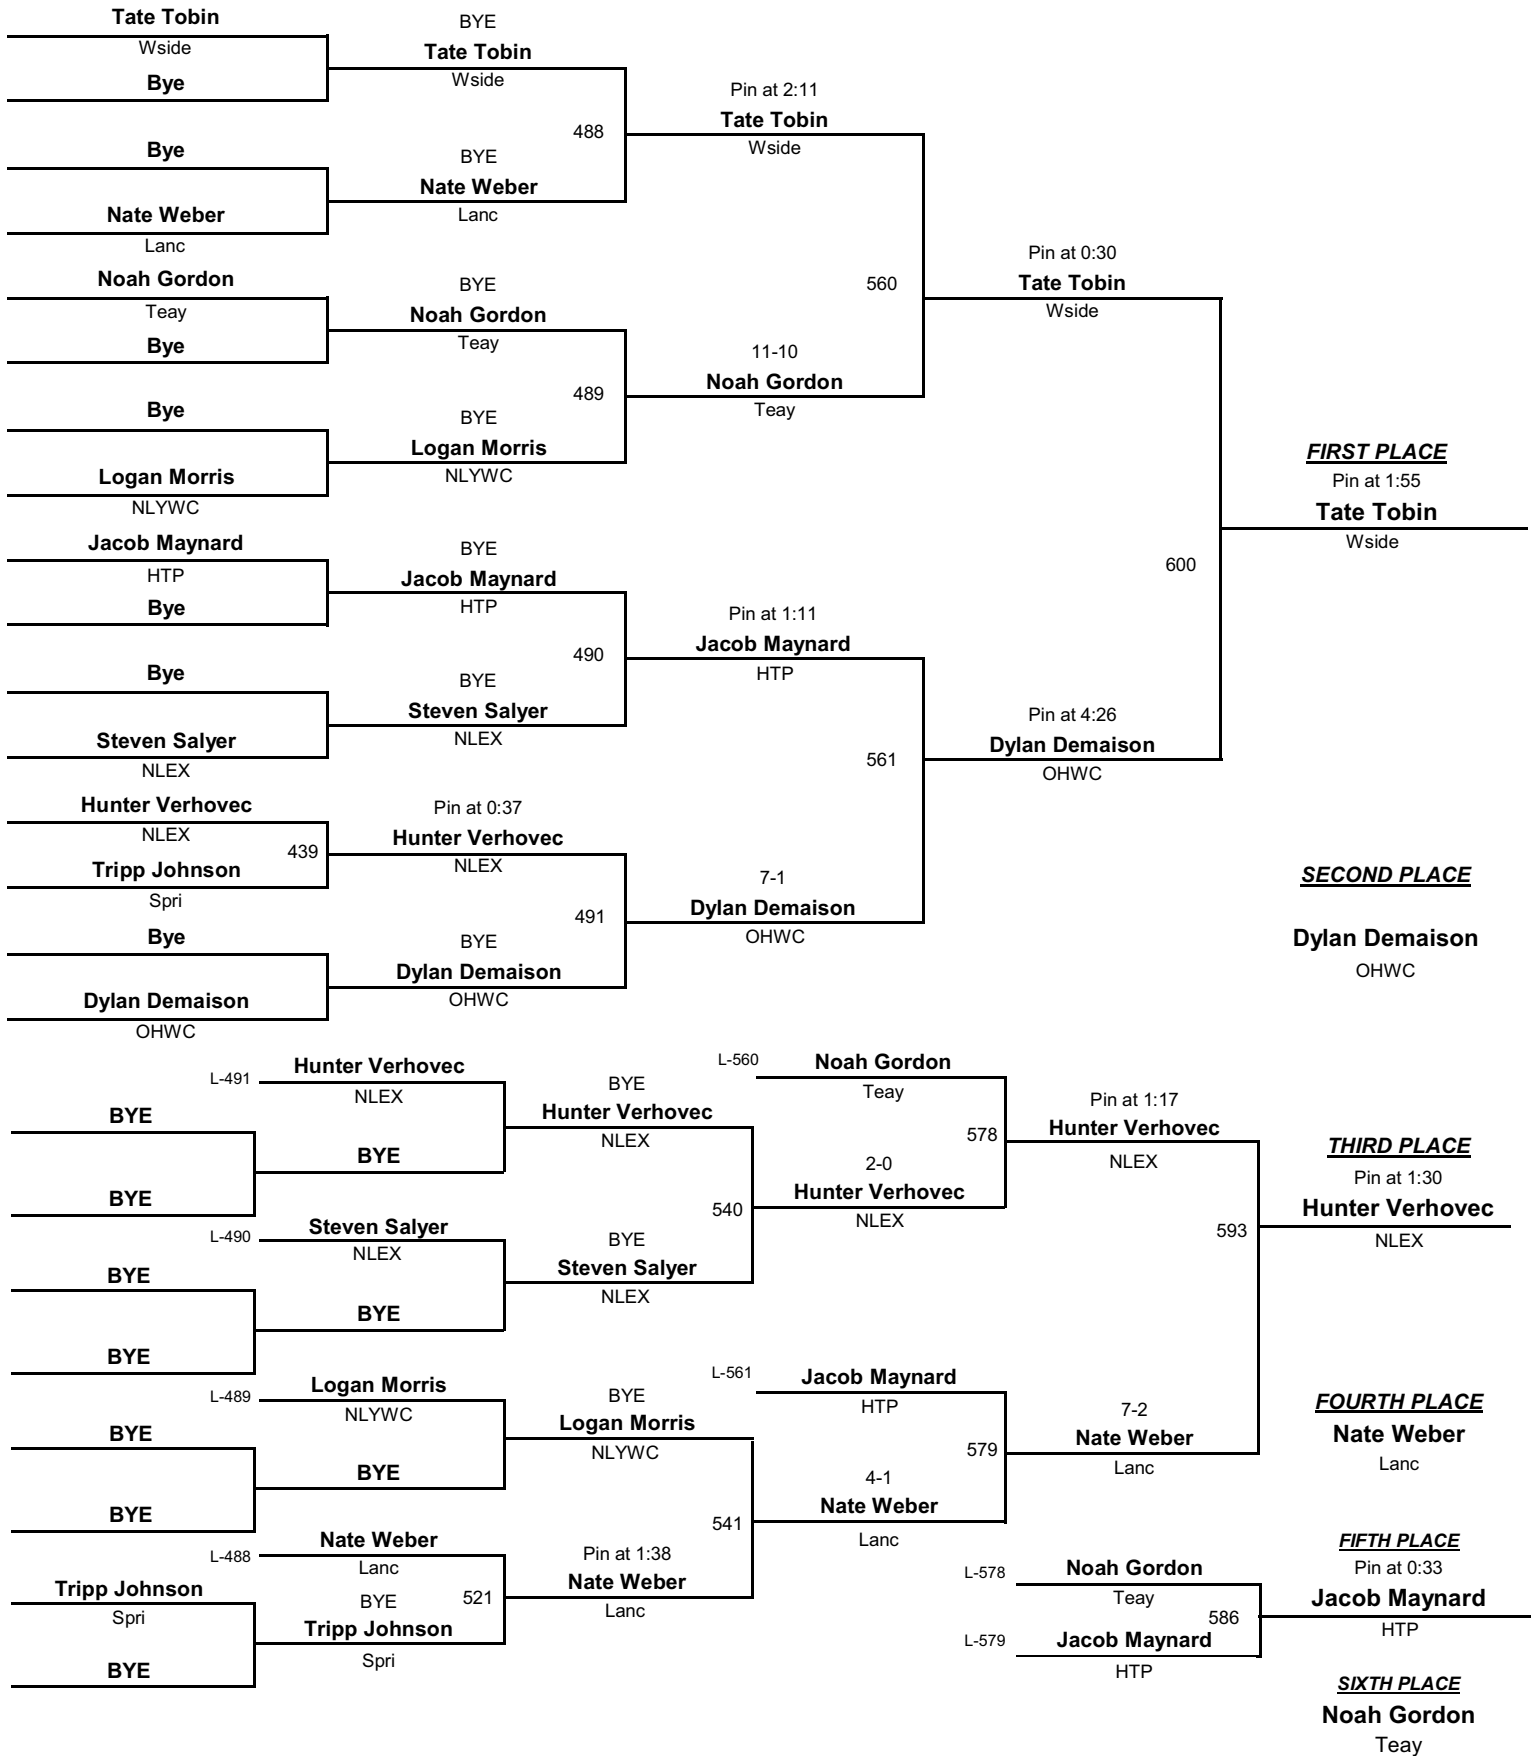 Tate Tobin
Wside
Bye
Bye
Nate Weber
Lanc
Noah Gordon
Teay
Bye
Bye
Logan Morris
NLYWC
Jacob Maynard
HTP
Bye
Bye
Steven Salyer
NLEX
Hunter Verhovec
NLEX
439
Tripp Johnson
Spri
Bye
Dylan Demaison
OHWC
BYE
Tate Tobin
Wside
488
BYE
Nate Weber
Lanc
BYE
Noah Gordon
Teay
489
BYE
Logan Morris
NLYWC
BYE
Jacob Maynard
HTP
490
BYE
Steven Salyer
NLEX
Pin at 0:37
Hunter Verhovec
NLEX
491
BYE
Dylan Demaison
OHWC
Pin at 2:11
Tate Tobin
Wside
560
11-10
Noah Gordon
Teay
Pin at 1:11
Jacob Maynard
HTP
561
7-1
Dylan Demaison
OHWC
Pin at 0:30
Tate Tobin
Wside
600
Pin at 4:26
Dylan Demaison
OHWC
FIRST PLACE
Pin at 1:55
Tate Tobin
Wside
SECOND PLACE
Dylan Demaison
OHWC
BYE
BYE
BYE
BYE
BYE
BYE
Tripp Johnson
Spri
BYE
L-491
Hunter Verhovec
NLEX
BYE
L-490
Steven Salyer
NLEX
BYE
L-489
Logan Morris
NLYWC
BYE
L-488
Nate Weber
Lanc
521
BYE
Tripp Johnson
Spri
BYE
Hunter Verhovec
NLEX
540
BYE
Steven Salyer
NLEX
BYE
Logan Morris
NLYWC
541
Pin at 1:38
Nate Weber
Lanc
L-560
Noah Gordon
Teay
578
2-0
Hunter Verhovec
NLEX
L-561
Jacob Maynard
HTP
579
4-1
Nate Weber
Lanc
Pin at 1:17
Hunter Verhovec
NLEX
593
7-2
Nate Weber
Lanc
THIRD PLACE
Pin at 1:30
Hunter Verhovec
NLEX
FOURTH PLACE
Nate Weber
Lanc
L-578
Noah Gordon
Teay
586
L-579
Jacob Maynard
HTP
FIFTH PLACE
Pin at 0:33
Jacob Maynard
HTP
SIXTH PLACE
Noah Gordon
Teay